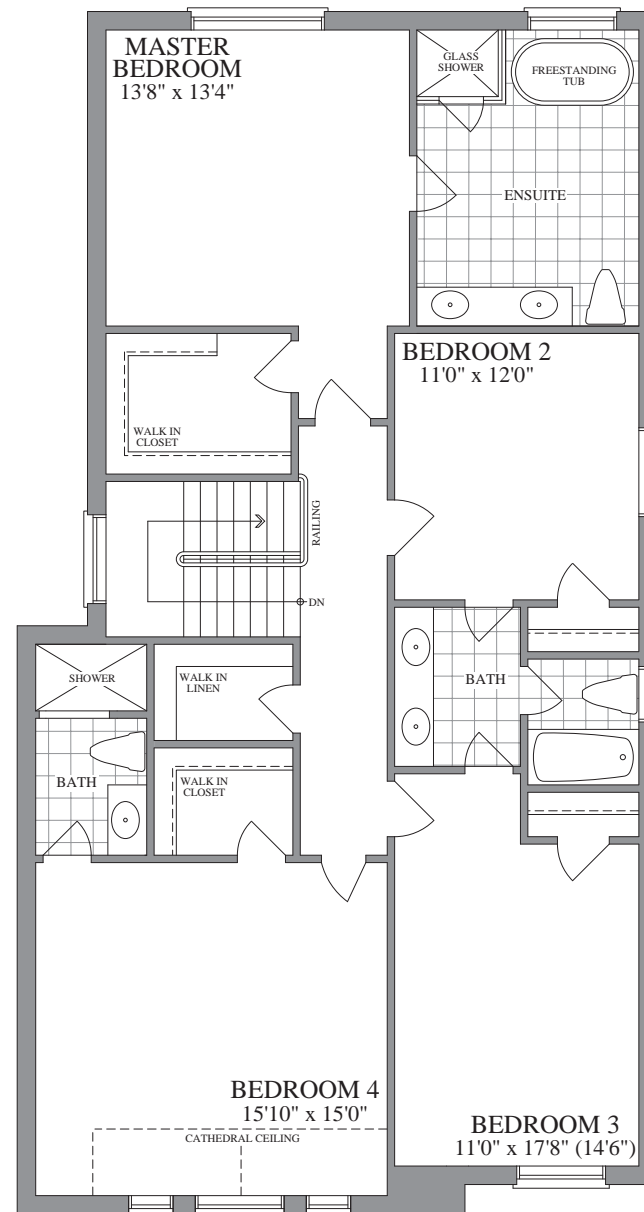 MASTER
BEDROOM
13'8" x 13'4"
GLASS
SHOWER
FREESTANDING
TUB
ENSUITE
BEDROOM 2
11'0" x 12'0"
WALK IN
CLOSET
RAILING
DN
SHOWER
WALK IN
LINEN
BATH
BATH
WALK IN
CLOSET
BEDROOM 4
15'10" x 15'0"
CATHEDRAL CEILING
BEDROOM 3
11'0" x 17'8" (14'6")